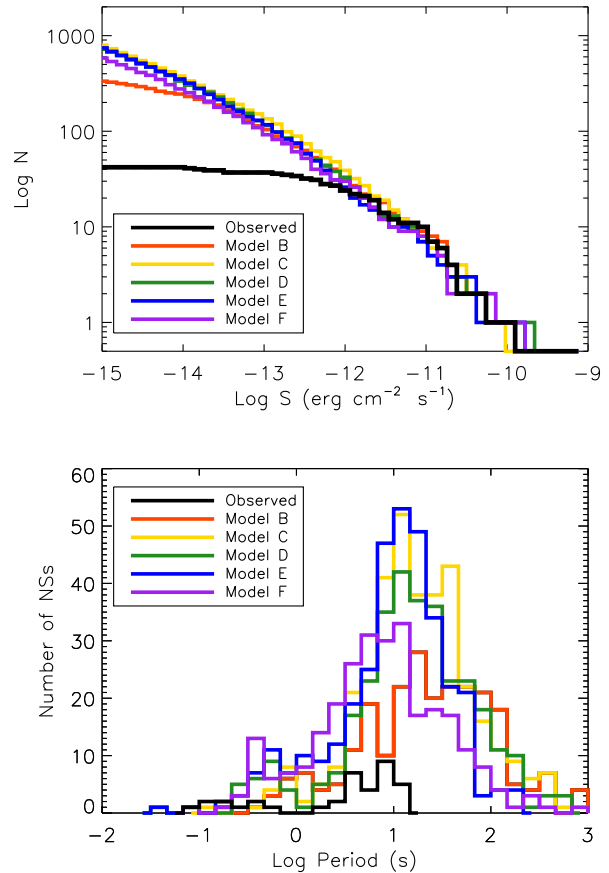 1000
100
10
1
Log N
Observed
Model B
Model C
Model D
Model E
Model F
−15 −14 −13 −12 −11 −10 −9
Log S (erg cm⁻² s⁻¹)
60
50
40
30
20
10
0
Number of NSs
Observed
Model B
Model C
Model D
Model E
Model F
−2 −1 0 1 2 3
Log Period (s)